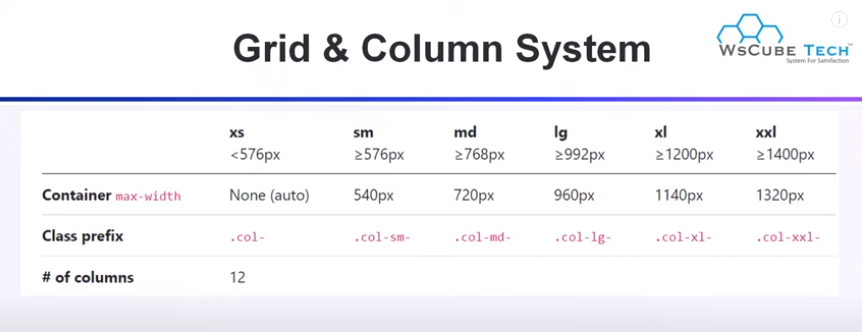 Grid & Column System
WsCube Tech
System For Satisfaction
xs sm md lg xl xxl
<576px ≥576px ≥768px ≥992px ≥1200px ≥1400px
Container max-width None (auto) 540px 720px 960px 1140px 1320px
Class prefix .col- .col-sm- .col-md- .col-lg- .col-xl- .col-xxl-
# of columns 12